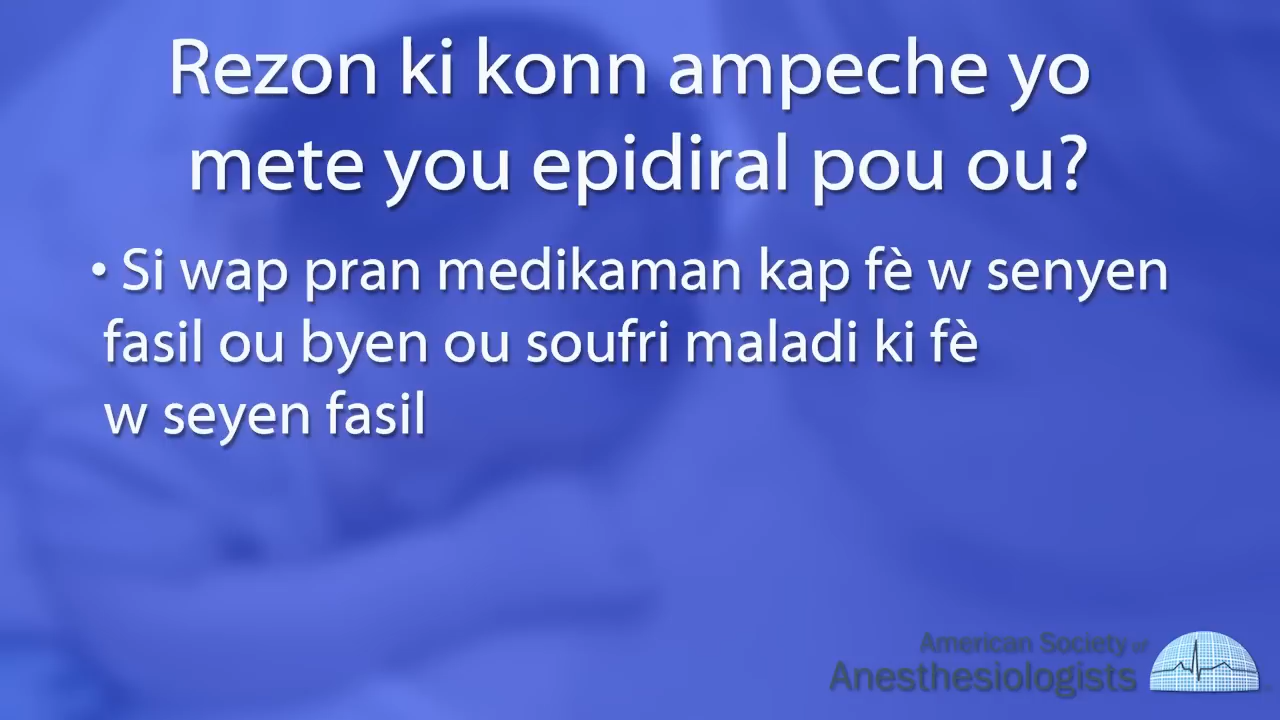 Rezon ki konn ampeche yo
mete you epidiral pou ou?
• Si wap pran medikaman kap fè w senyen
fasil ou byen ou soufri maladi ki fè
w seyen fasil
American Society of
Anesthesiologists